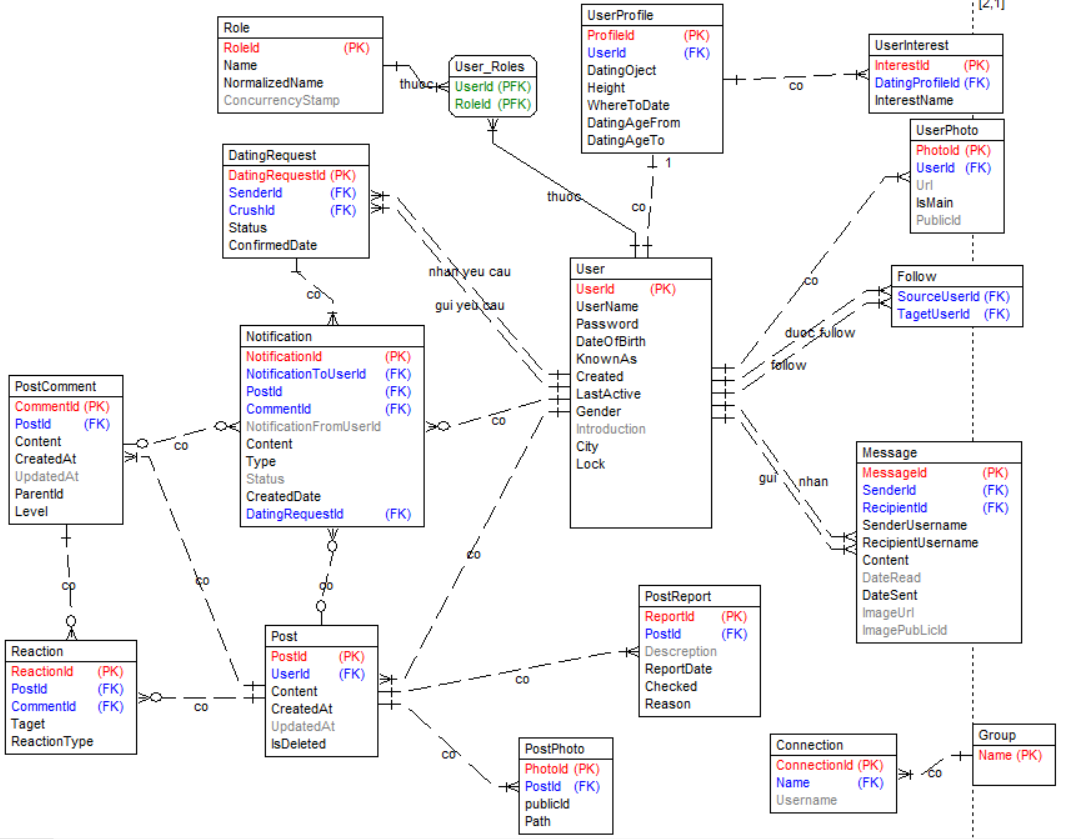 [2,1]
Role
RoleId (PK)
Name
NormalizedName
ConcurrencyStamp
thuoc
User_Roles
UserId (PFK)
RoleId (PFK)
UserProfile
ProfileId (PK)
UserId (FK)
DatingOject
Height
WhereToDate
DatingAgeFrom
DatingAgeTo
1
co
UserInterest
InterestId (PK)
DatingProfileId (FK)
InterestName
co
UserPhoto
PhotoId (PK)
UserId (FK)
Url
IsMain
PublicId
co
DatingRequest
DatingRequestId (PK)
SenderId (FK)
CrushId (FK)
Status
ConfirmedDate
thuoc
nhan yeu cau
gui yeu cau
co
User
UserId (PK)
UserName
Password
DateOfBirth
KnownAs
Created
LastActive
Gender
Introduction
City
Lock
Follow
SourceUserId (FK)
TagetUserId (FK)
duoc follow
follow
Notification
NotificationId (PK)
NotificationToUserId (FK)
PostId (FK)
CommentId (FK)
NotificationFromUserId
Content
Type
Status
CreatedDate
DatingRequestId (FK)
co
co
PostComment
CommentId (PK)
PostId (FK)
Content
CreatedAt
UpdatedAt
ParentId
Level
gui
nhan
Message
MessageId (PK)
SenderId (FK)
RecipientId (FK)
SenderUsername
RecipientUsername
Content
DateRead
DateSent
ImageUrl
ImagePubLicId
co
co
co
co
Reaction
ReactionId (PK)
PostId (FK)
CommentId (FK)
Taget
ReactionType
co
Post
PostId (PK)
UserId (FK)
Content
CreatedAt
UpdatedAt
IsDeleted
co
PostReport
ReportId (PK)
PostId (FK)
Descreption
ReportDate
Checked
Reason
co
PostPhoto
PhotoId (PK)
PostId (FK)
publicId
Path
Connection
ConnectionId (PK)
Name (FK)
Username
co
Group
Name (PK)